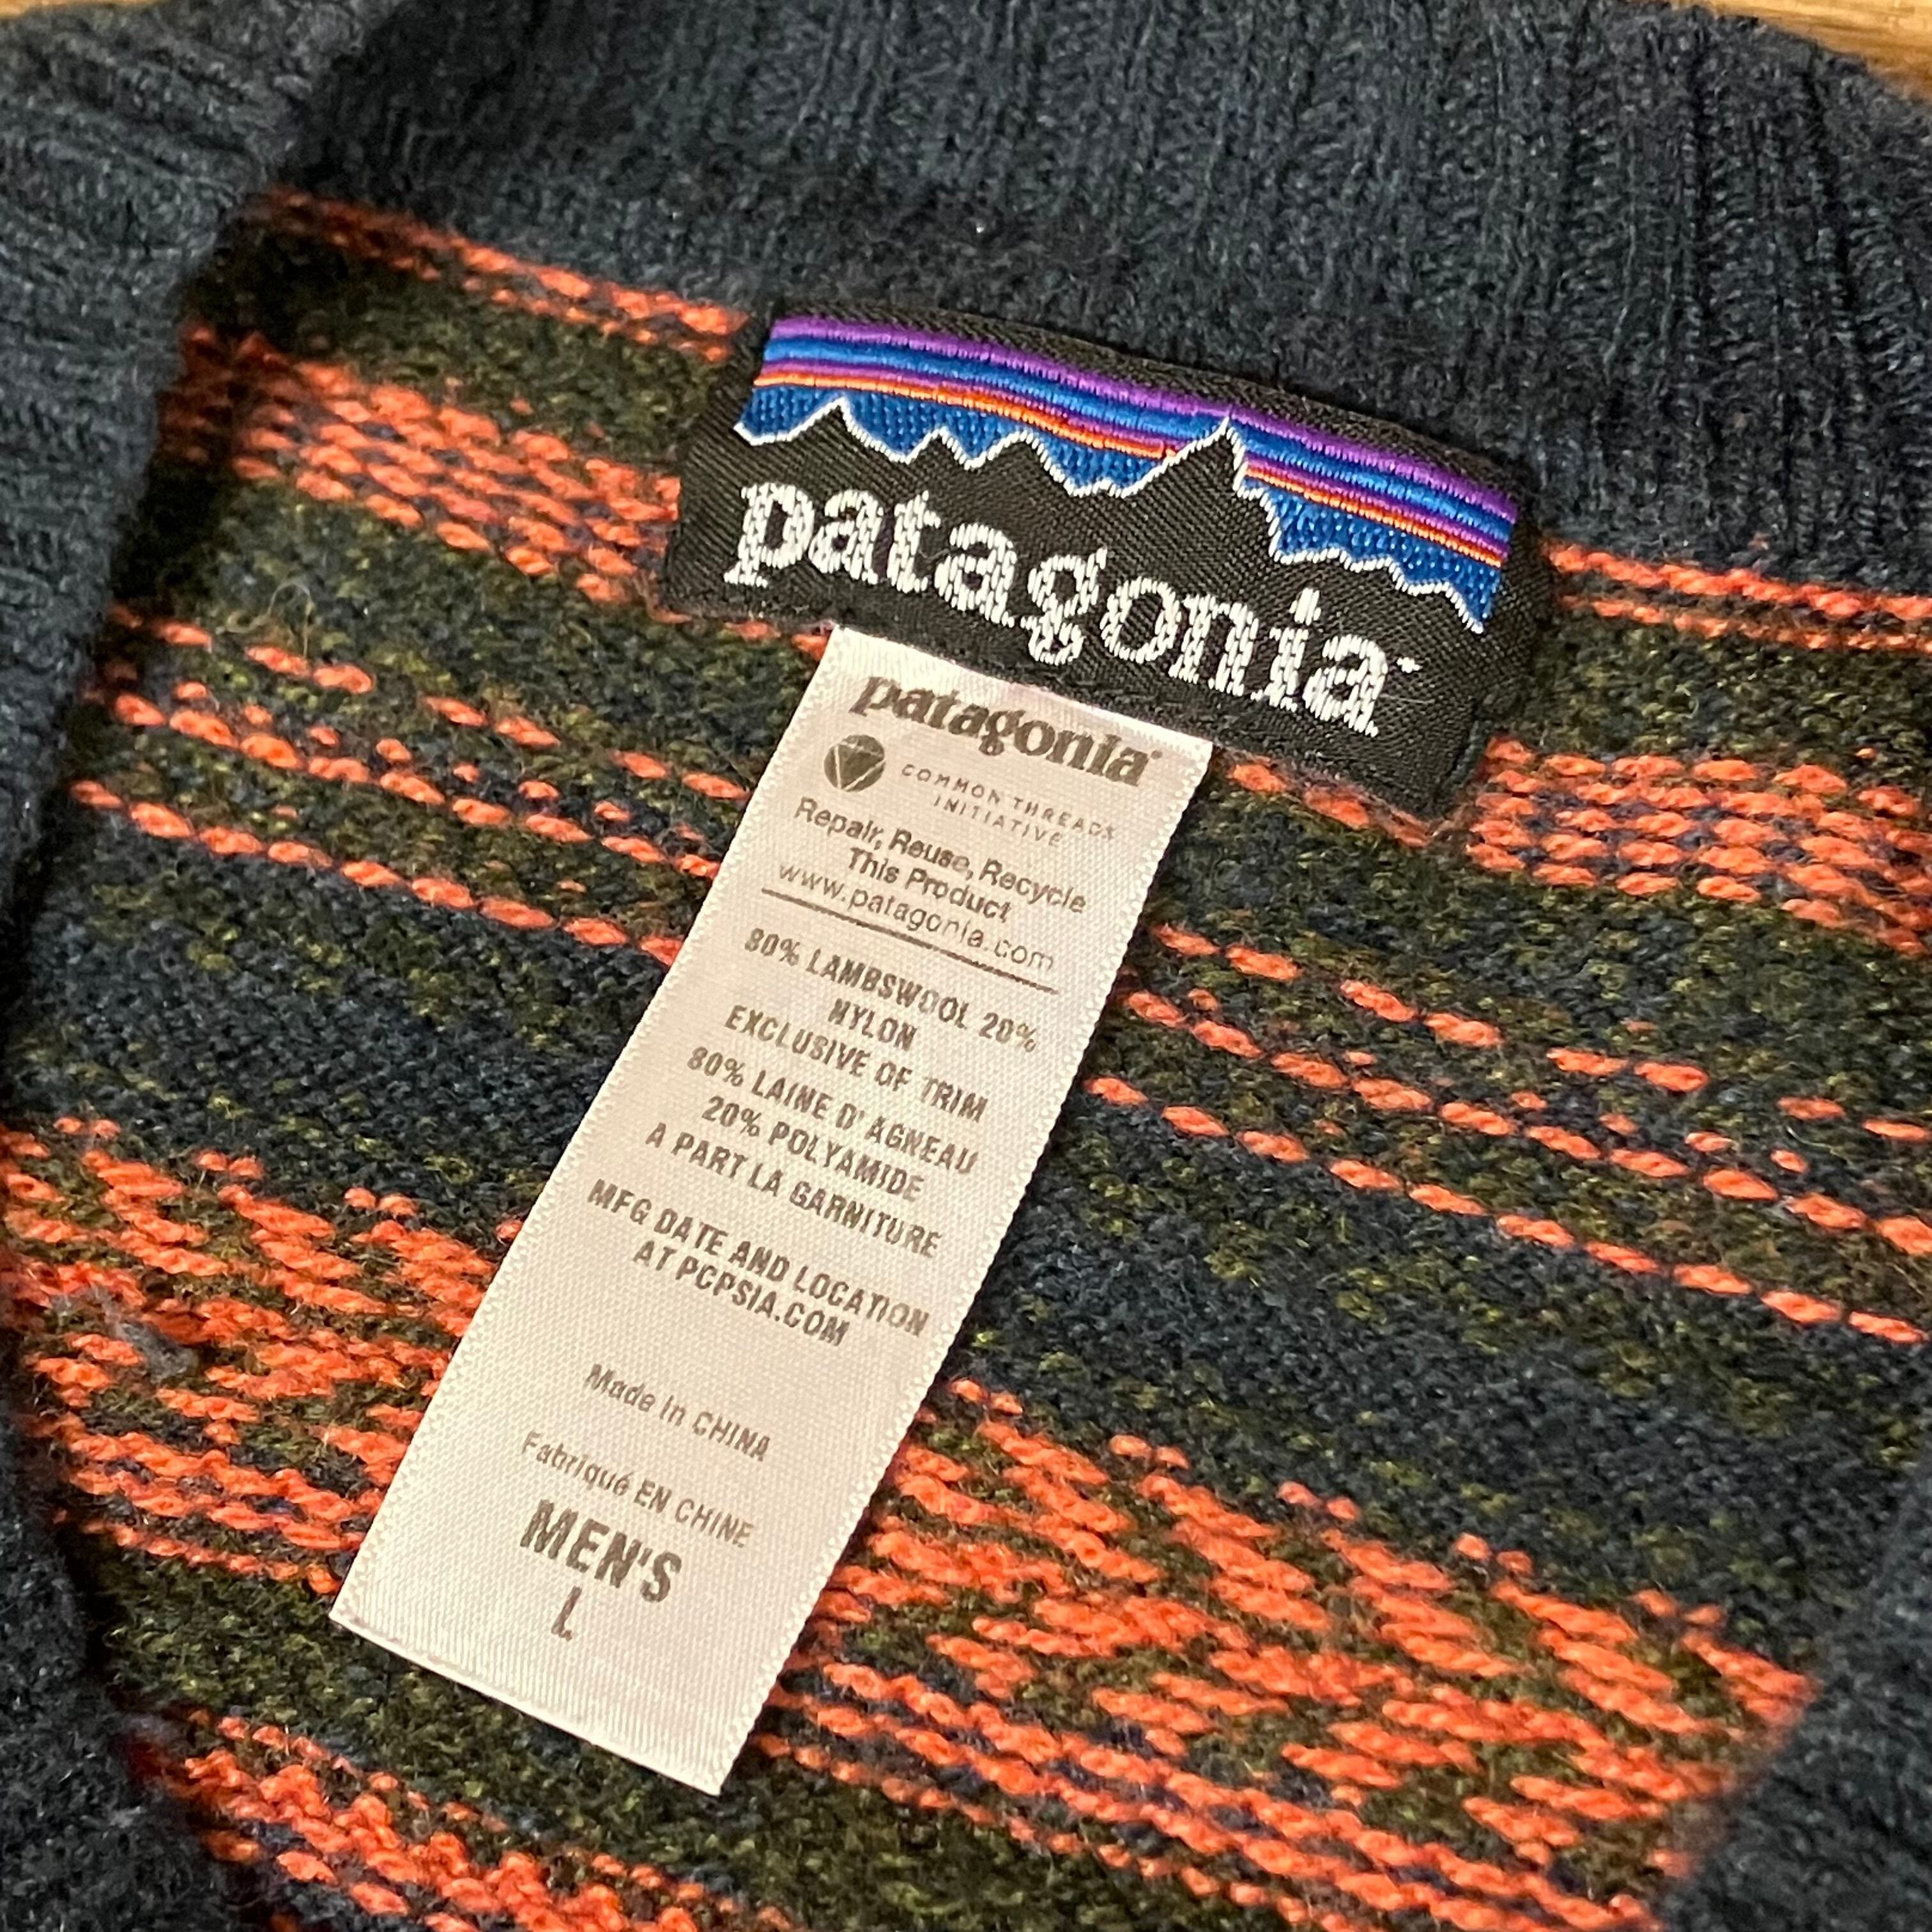 patagonia
patagonia®
COMMON THREADS
INITIATIVE
Repair, Reuse, Recycle
This Product
www.patagonia.com
80% LAMBSWOOL 20%
NYLON
EXCLUSIVE OF TRIM
80% LAINE D' AGNEAU
20% POLYAMIDE
A PART LA GARNITURE
MFG DATE AND LOCATION
AT PCPSIA.COM
Made in CHINA
Fabriqué EN CHINE
MEN'S
L